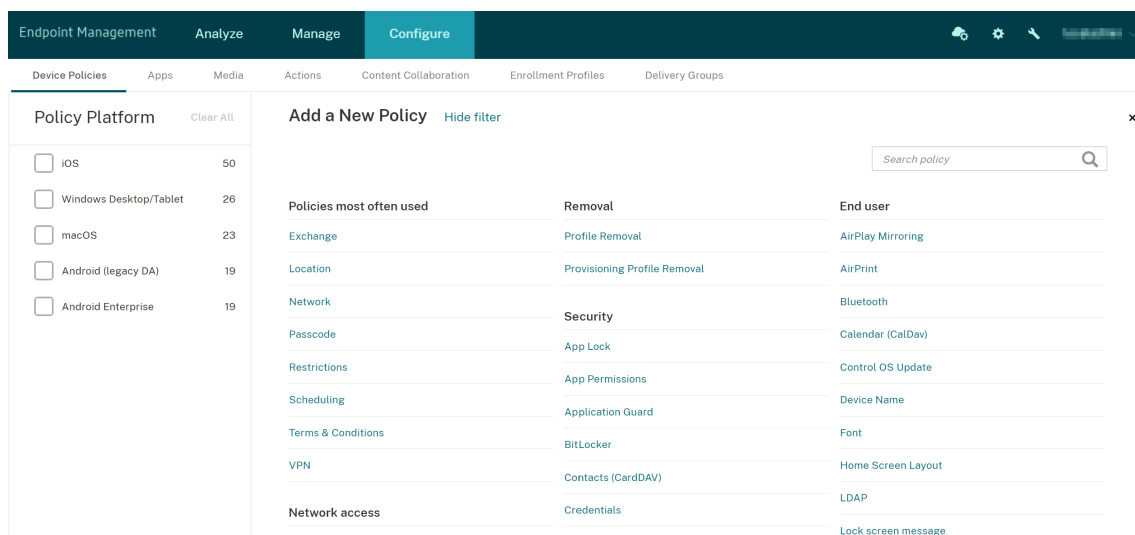 Endpoint Management
Analyze
Manage
Configure
Device Policies
Apps
Media
Actions
Content Collaboration
Enrollment Profiles
Delivery Groups
Policy Platform
Clear All
iOS 50
Windows Desktop/Tablet 26
macOS 23
Android (legacy DA) 19
Android Enterprise 19
Add a New Policy
Hide filter
Search policy
Policies most often used
Exchange
Location
Network
Passcode
Restrictions
Scheduling
Terms & Conditions
VPN
Network access
Removal
Profile Removal
Provisioning Profile Removal
Security
App Lock
App Permissions
Application Guard
BitLocker
Contacts (CardDAV)
Credentials
End user
AirPlay Mirroring
AirPrint
Bluetooth
Calendar (CalDav)
Control OS Update
Device Name
Font
Home Screen Layout
LDAP
Lock screen message